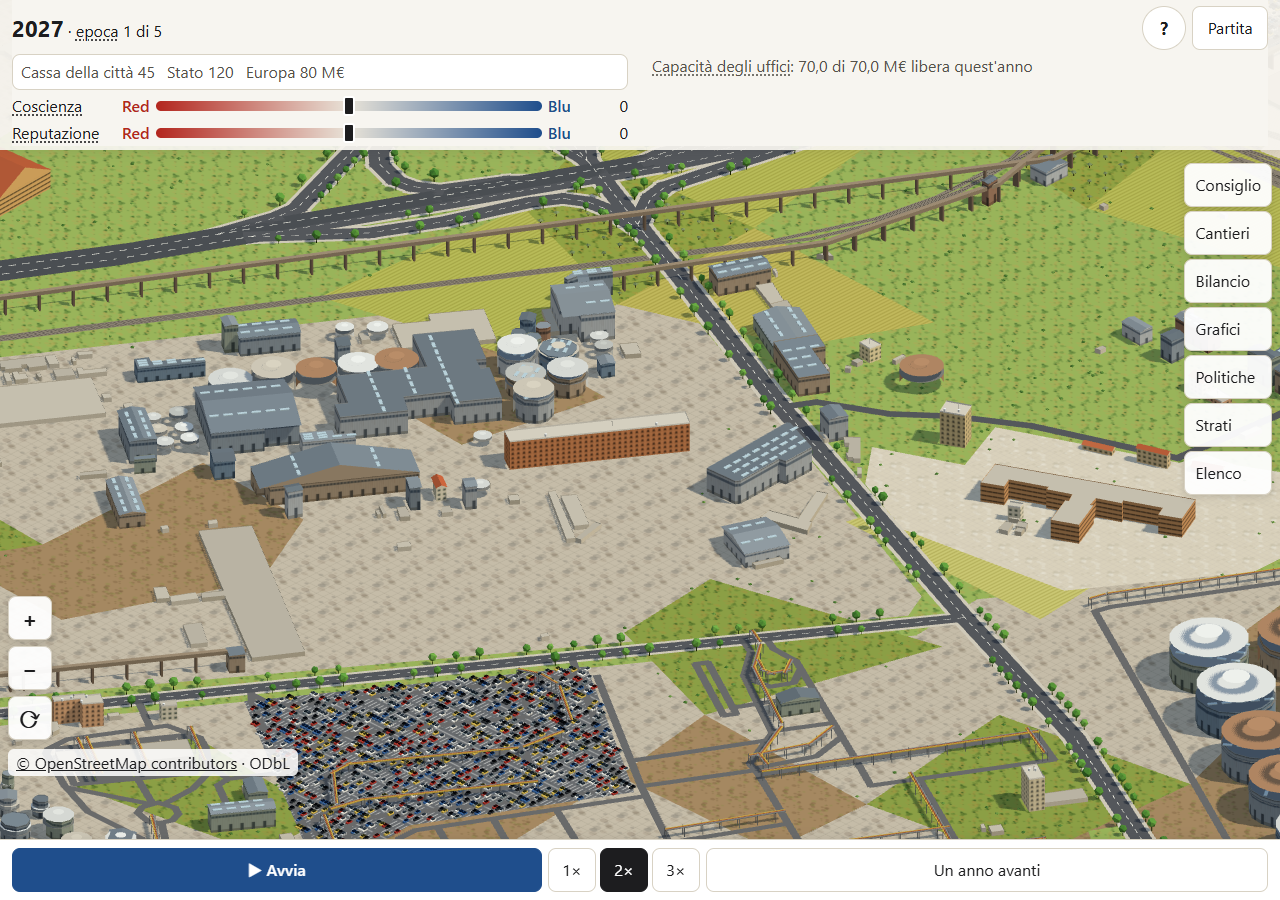 2027 · epoca 1 di 5
?
Partita
Cassa della città 45 Stato 120 Europa 80 M€
Capacità degli uffici: 70,0 di 70,0 M€ libera quest'anno
Coscienza Red Blu 0
Reputazione Red Blu 0
Consiglio
Cantieri
Bilancio
Grafici
Politiche
Strati
Elenco
+
−
⟳
© OpenStreetMap contributors · ODbL
▶ Avvia
1×
2×
3×
Un anno avanti